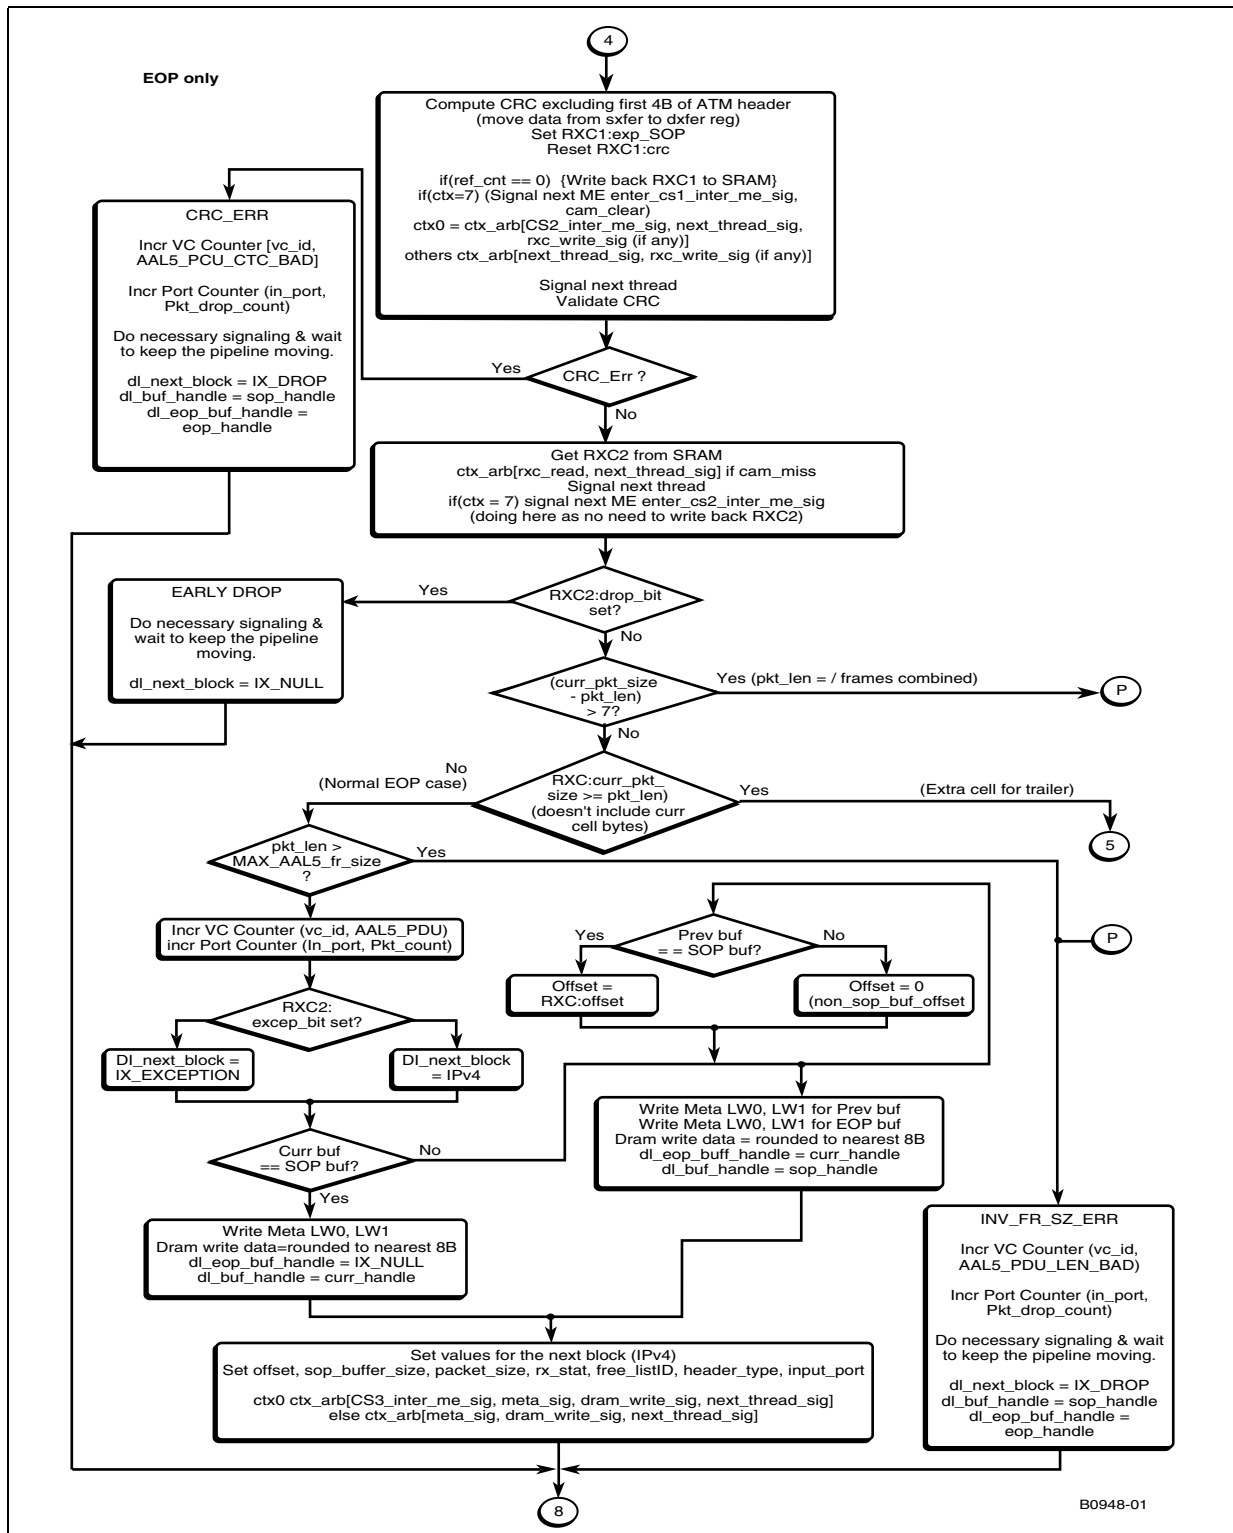 4
EOP only
Compute CRC excluding first 4B of ATM header
(move data from sxfer to dxfer reg)
Set RXC1:exp_SOP
Reset RXC1:crc
if(ref_cnt == 0) {Write back RXC1 to SRAM}
if(ctx=7) (Signal next ME enter_cs1_inter_me_sig,
cam_clear)
ctx0 = ctx_arb[CS2_inter_me_sig, next_thread_sig,
rxc_write_sig (if any)]
others ctx_arb[next_thread_sig, rxc_write_sig (if any)]
Signal next thread
Validate CRC
CRC_ERR
Incr VC Counter [vc_id,
AAL5_PCU_CTC_BAD]
Incr Port Counter (in_port,
Pkt_drop_count)
Do necessary signaling & wait
to keep the pipeline moving.
dl_next_block = IX_DROP
dl_buf_handle = sop_handle
dl_eop_buf_handle =
eop_handle
Yes
CRC_Err ?
No
Get RXC2 from SRAM
ctx_arb[rxc_read, next_thread_sig] if cam_miss
Signal next thread
if(ctx = 7) signal next ME enter_cs2_inter_me_sig
(doing here as no need to write back RXC2)
EARLY DROP
Do necessary signaling &
wait to keep the pipeline
moving.
dl_next_block = IX_NULL
Yes
RXC2:drop_bit
set?
No
(curr_pkt_size
- pkt_len)
> 7?
Yes (pkt_len = / frames combined)
P
No
No
(Normal EOP case)
RXC:curr_pkt_
size >= pkt_len)
(doesn't include curr
cell bytes)
Yes
(Extra cell for trailer)
5
pkt_len >
MAX_AAL5_fr_size
?
Yes
Incr VC Counter (vc_id, AAL5_PDU)
incr Port Counter (In_port, Pkt_count)
Yes
Prev buf
= = SOP buf?
No
P
Offset =
RXC:offset
Offset = 0
(non_sop_buf_offset
RXC2:
excep_bit set?
DI_next_block =
IX_EXCEPTION
DI_next_block
= IPv4
Write Meta LW0, LW1 for Prev buf
Write Meta LW0, LW1 for EOP buf
Dram write data = rounded to nearest 8B
dl_eop_buff_handle = curr_handle
dl_buf_handle = sop_handle
Curr buf
== SOP buf?
No
Yes
Write Meta LW0, LW1
Dram write data=rounded to nearest 8B
dl_eop_buf_handle = IX_NULL
dl_buf_handle = curr_handle
INV_FR_SZ_ERR
Incr VC Counter (vc_id,
AAL5_PDU_LEN_BAD)
Incr Port Counter (in_port,
Pkt_drop_count)
Do necessary signaling & wait
to keep the pipeline moving.
dl_next_block = IX_DROP
dl_buf_handle = sop_handle
dl_eop_buf_handle =
eop_handle
Set values for the next block (IPv4)
Set offset, sop_buffer_size, packet_size, rx_stat, free_listID, header_type, input_port
ctx0 ctx_arb[CS3_inter_me_sig, meta_sig, dram_write_sig, next_thread_sig]
else ctx_arb[meta_sig, dram_write_sig, next_thread_sig]
8
B0948-01